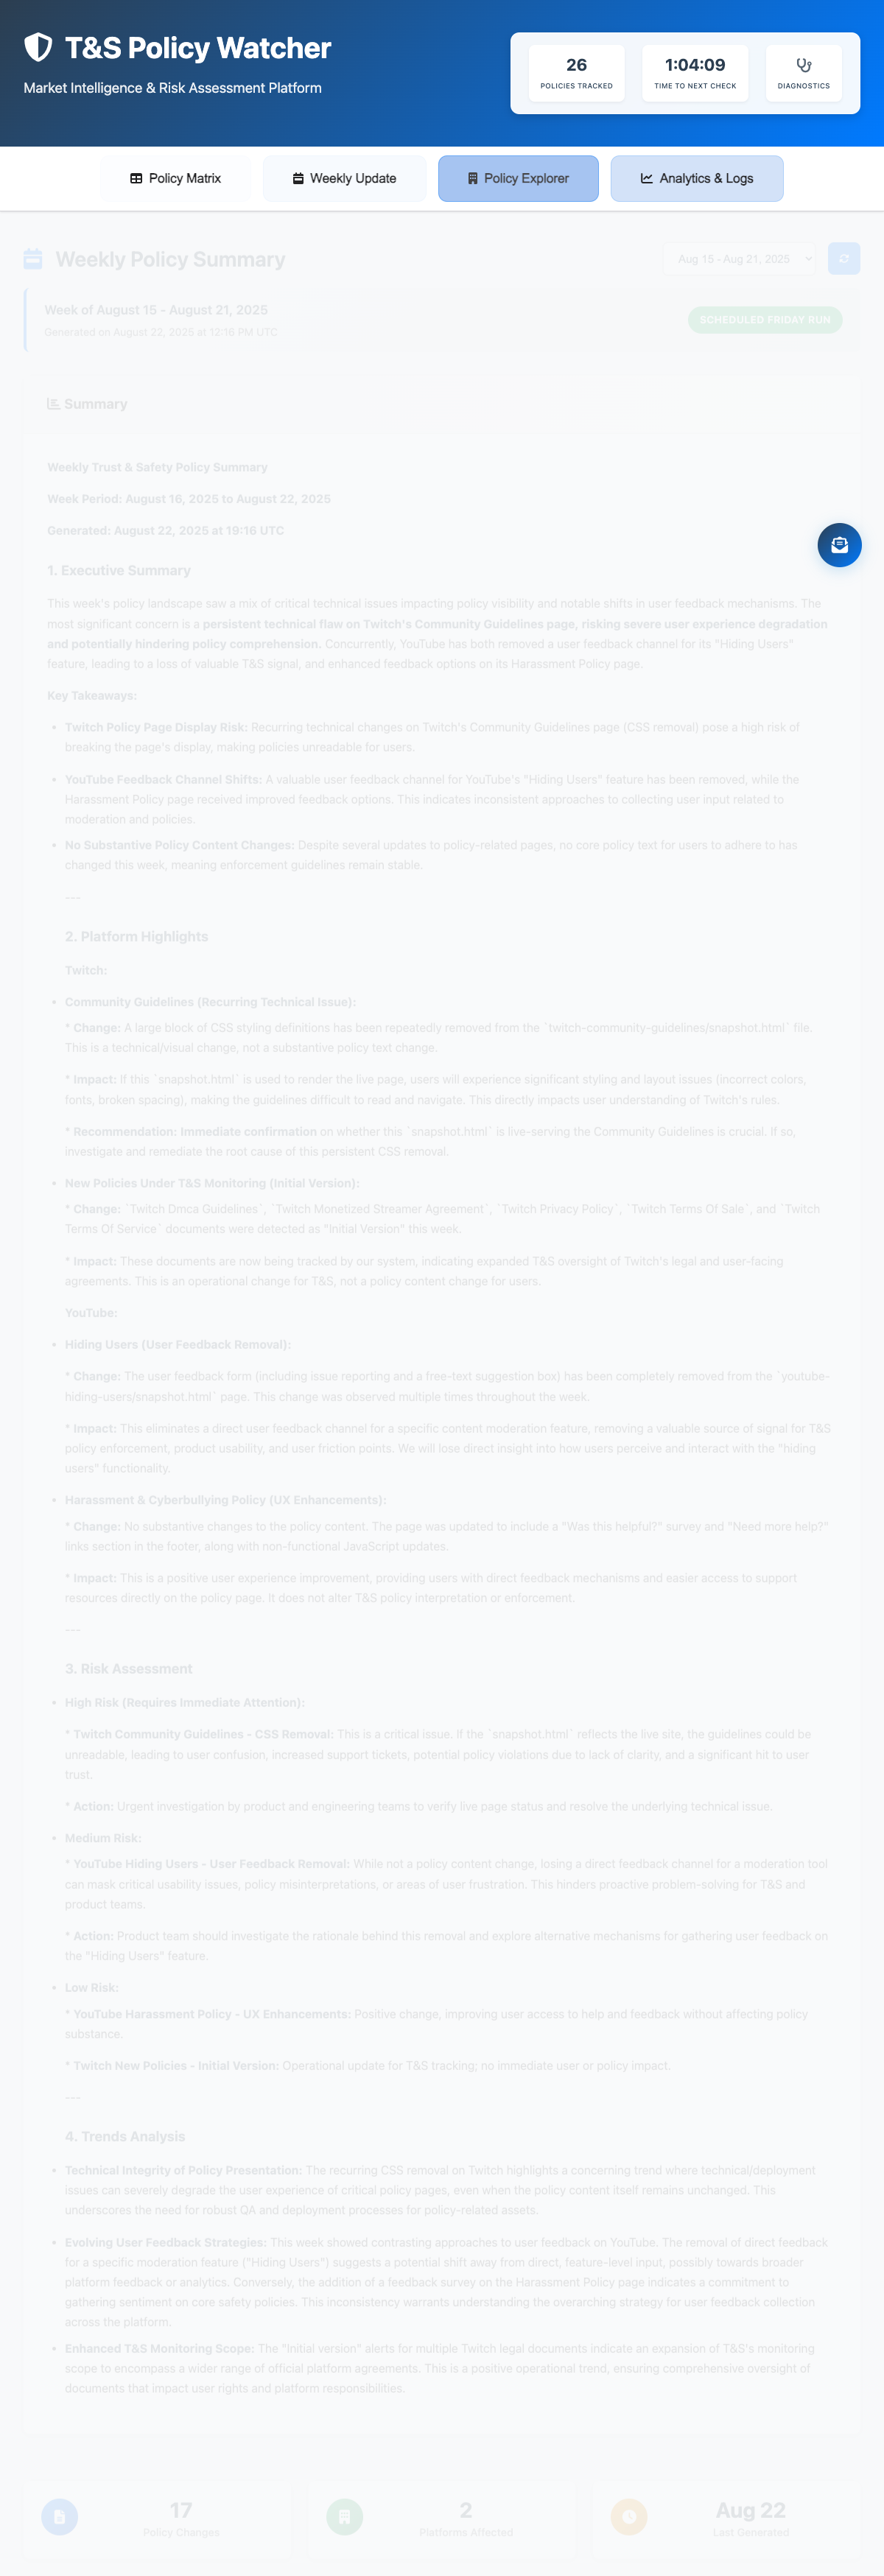 T&S Policy Watcher
Market Intelligence & Risk Assessment Platform
26
POLICIES TRACKED
1:04:09
TIME TO NEXT CHECK
DIAGNOSTICS
Policy Matrix
Weekly Update
Policy Explorer
Analytics & Logs
Weekly Policy Summary
Aug 15 - Aug 21, 2025
Week of August 15 - August 21, 2025
Generated on August 22, 2025 at 12:16 PM UTC
SCHEDULED FRIDAY RUN
Summary
Weekly Trust & Safety Policy Summary
Week Period: August 16, 2025 to August 22, 2025
Generated: August 22, 2025 at 19:16 UTC
1. Executive Summary
This week's policy landscape saw a mix of critical technical issues impacting policy visibility and notable shifts in user feedback mechanisms. The
most significant concern is a persistent technical flaw on Twitch's Community Guidelines page, risking severe user experience degradation
and potentially hindering policy comprehension. Concurrently, YouTube has both removed a user feedback channel for its "Hiding Users"
feature, leading to a loss of valuable T&S signal, and enhanced feedback options on its Harassment Policy page.
Key Takeaways:
• Twitch Policy Page Display Risk: Recurring technical changes on Twitch's Community Guidelines page (CSS removal) pose a high risk of
breaking the page's display, making policies unreadable for users.
• YouTube Feedback Channel Shifts: A valuable user feedback channel for YouTube's "Hiding Users" feature has been removed, while the
Harassment Policy page received improved feedback options. This indicates inconsistent approaches to collecting user input related to
moderation and policies.
• No Substantive Policy Content Changes: Despite several updates to policy-related pages, no core policy text for users to adhere to has
changed this week, meaning enforcement guidelines remain stable.
---
2. Platform Highlights
Twitch:
• Community Guidelines (Recurring Technical Issue):
* Change: A large block of CSS styling definitions has been repeatedly removed from the `twitch-community-guidelines/snapshot.html` file.
This is a technical/visual change, not a substantive policy text change.
* Impact: If this `snapshot.html` is used to render the live page, users will experience significant styling and layout issues (incorrect colors,
fonts, broken spacing), making the guidelines difficult to read and navigate. This directly impacts user understanding of Twitch's rules.
* Recommendation: Immediate confirmation on whether this `snapshot.html` is live-serving the Community Guidelines is crucial. If so,
investigate and remediate the root cause of this persistent CSS removal.
• New Policies Under T&S Monitoring (Initial Version):
* Change: `Twitch Dmca Guidelines`, `Twitch Monetized Streamer Agreement`, `Twitch Privacy Policy`, `Twitch Terms Of Sale`, and `Twitch
Terms Of Service` documents were detected as "Initial Version" this week.
* Impact: These documents are now being tracked by our system, indicating expanded T&S oversight of Twitch's legal and user-facing
agreements. This is an operational change for T&S, not a policy content change for users.
YouTube:
• Hiding Users (User Feedback Removal):
* Change: The user feedback form (including issue reporting and a free-text suggestion box) has been completely removed from the `youtube-
hiding-users/snapshot.html` page. This change was observed multiple times throughout the week.
* Impact: This eliminates a direct user feedback channel for a specific content moderation feature, removing a valuable source of signal for T&S
policy enforcement, product usability, and user friction points. We will lose direct insight into how users perceive and interact with the "hiding
users" functionality.
• Harassment & Cyberbullying Policy (UX Enhancements):
* Change: No substantive changes to the policy content. The page was updated to include a "Was this helpful?" survey and "Need more help?"
links section in the footer, along with non-functional JavaScript updates.
* Impact: This is a positive user experience improvement, providing users with direct feedback mechanisms and easier access to support
resources directly on the policy page. It does not alter T&S policy interpretation or enforcement.
---
3. Risk Assessment
• High Risk (Requires Immediate Attention):
* Twitch Community Guidelines - CSS Removal: This is a critical issue. If the `snapshot.html` reflects the live site, the guidelines could be
unreadable, leading to user confusion, increased support tickets, potential policy violations due to lack of clarity, and a significant hit to user
trust.
* Action: Urgent investigation by product and engineering teams to verify live page status and resolve the underlying technical issue.
• Medium Risk:
* YouTube Hiding Users - User Feedback Removal: While not a policy content change, losing a direct feedback channel for a moderation tool
can mask critical usability issues, policy misinterpretations, or areas of user frustration. This hinders proactive problem-solving for T&S and
product teams.
* Action: Product team should investigate the rationale behind this removal and explore alternative mechanisms for gathering user feedback on
the "Hiding Users" feature.
• Low Risk:
* YouTube Harassment Policy - UX Enhancements: Positive change, improving user access to help and feedback without affecting policy
substance.
* Twitch New Policies - Initial Version: Operational update for T&S tracking; no immediate user or policy impact.
---
4. Trends Analysis
• Technical Integrity of Policy Presentation: The recurring CSS removal on Twitch highlights a concerning trend where technical/deployment
issues can severely degrade the user experience of critical policy pages, even when the policy content itself remains unchanged. This
underscores the need for robust QA and deployment processes for policy-related assets.
• Evolving User Feedback Strategies: This week showed contrasting approaches to user feedback on YouTube. The removal of direct feedback
for a specific moderation feature ("Hiding Users") suggests a potential shift away from direct, feature-level input, possibly towards broader
platform feedback or analytics. Conversely, the addition of a feedback survey on the Harassment Policy page indicates a commitment to
gathering sentiment on core safety policies. This inconsistency warrants understanding the overarching strategy for user feedback collection
across the platform.
• Enhanced T&S Monitoring Scope: The "Initial version" alerts for multiple Twitch legal documents indicate an expansion of T&S's monitoring
scope to encompass a wider range of official platform agreements. This is a positive operational trend, ensuring comprehensive oversight of
documents that impact user rights and platform responsibilities.
17
Policy Changes
2
Platforms Affected
Aug 22
Last Generated